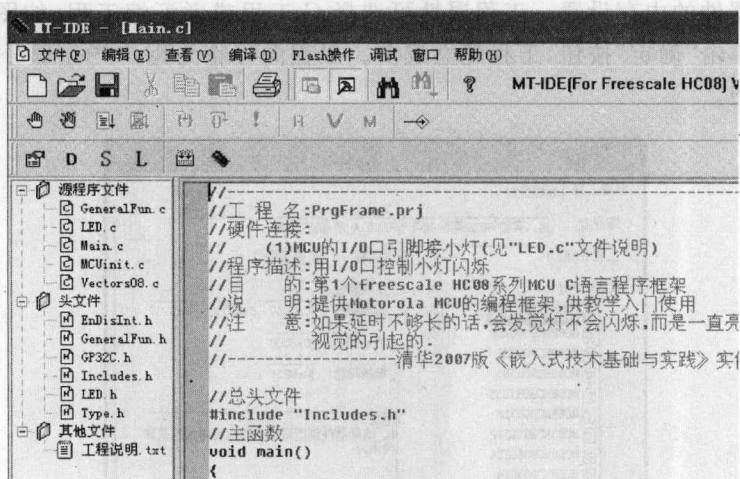 MT-IDE - [Main.c]
文件(F) 编辑(E) 查看(V) 编译(D) Flash操作 调试 窗口 帮助(H)
MT-IDE(For Freescale HC08) V
R V M
D S L
源程序文件
GeneralFun.c
LED.c
Main.c
MCUinit.c
Vectors08.c
头文件
EnDisInt.h
GeneralFun.h
GP32C.h
Includes.h
LED.h
Type.h
其他文件
工程说明.txt
//------------------------------------------------
//工 程 名:PrgFrame.prj
//硬件连接:
// (1)MCU的I/O口引脚接小灯(见"LED.c"文件说明)
//程序描述:用I/O口控制小灯闪烁
//目 的:第1个Freescale HC08系列MCU C语言程序框架
//说 明:提供Motorola MCU的编程框架,供教学入门使用
//注 意:如果延时不够长的话,会发觉灯不会闪烁,而是一直亮
// 视觉的引起的.
//----------------清华2007版《嵌入式技术基础与实践》实
//总头文件
#include "Includes.h"
//主函数
void main()
{